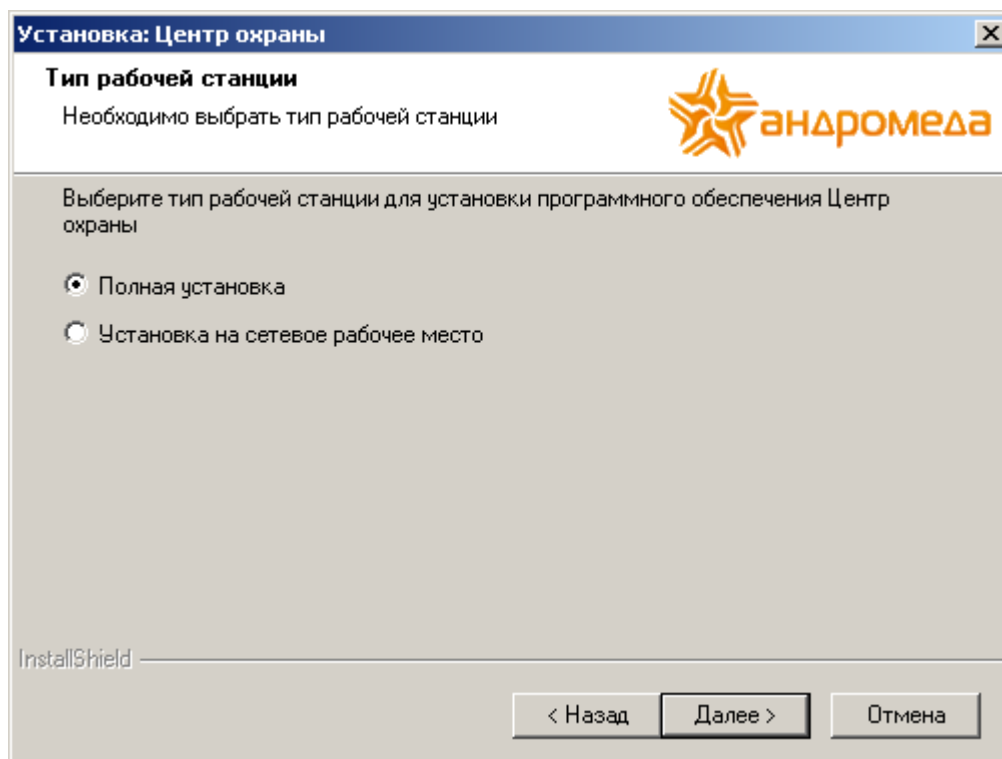 Установка: Центр охраны
Тип рабочей станции
Необходимо выбрать тип рабочей станции
андромеда
Выберите тип рабочей станции для установки программного обеспечения Центр
охраны
Полная установка
Установка на сетевое рабочее место
InstallShield
< Назад
Далее >
Отмена